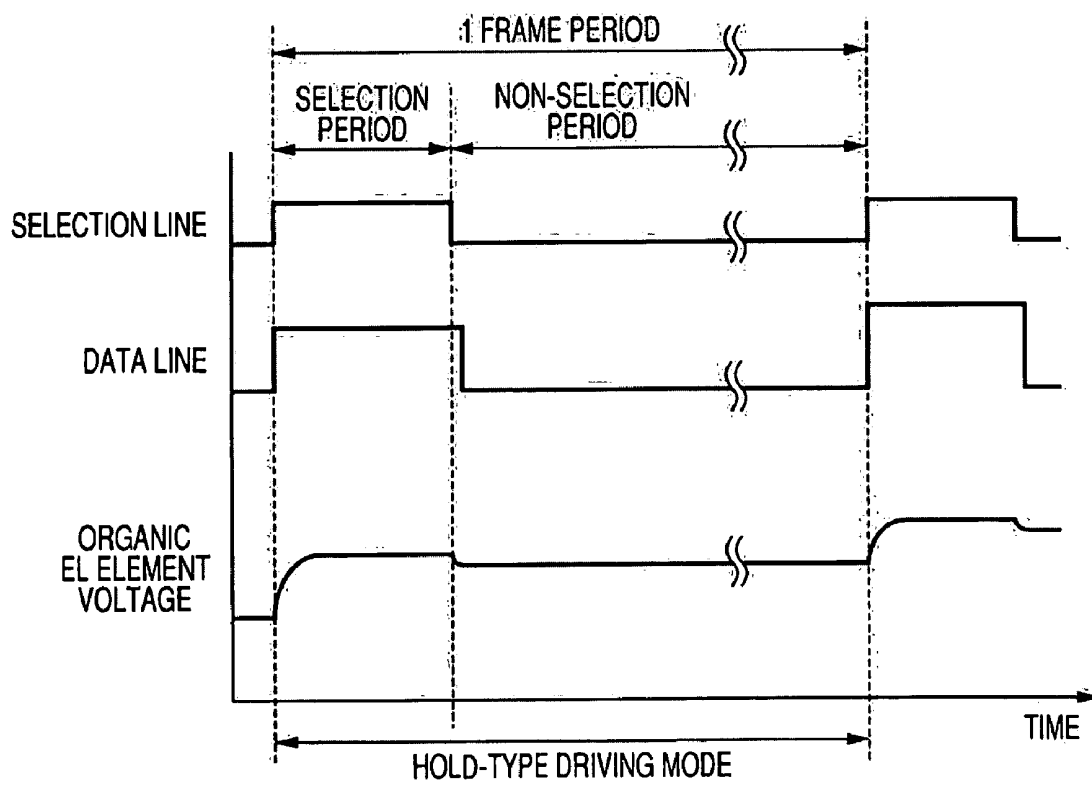 1 FRAME PERIOD
SELECTION
PERIOD
NON-SELECTION
PERIOD
SELECTION LINE
DATA LINE
ORGANIC
EL ELEMENT
VOLTAGE
TIME
HOLD-TYPE DRIVING MODE